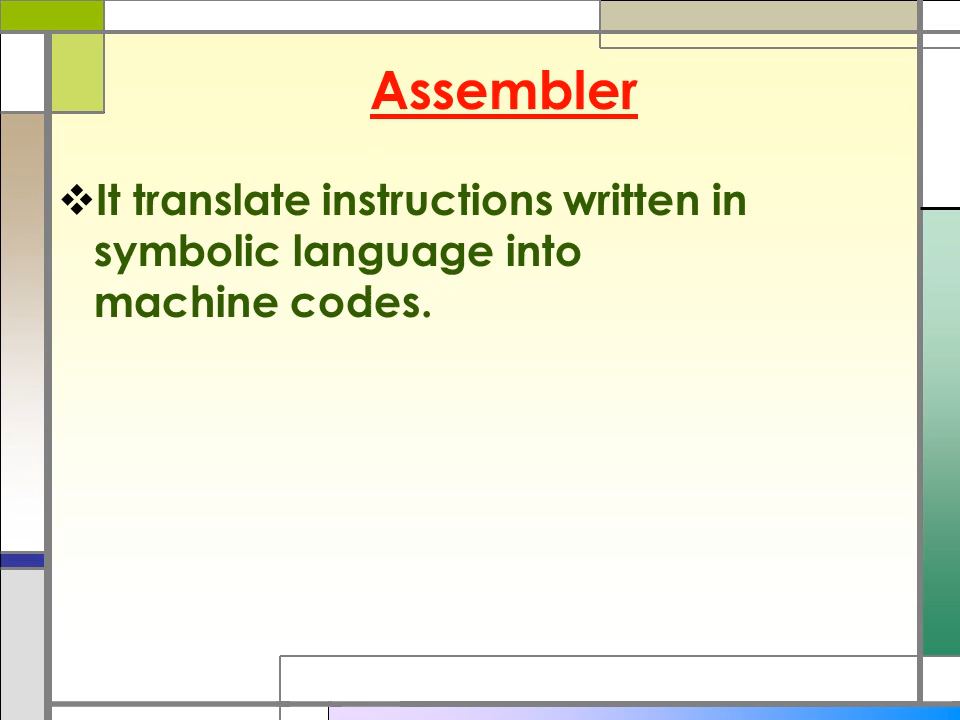 Assembler
❖ It translate instructions written in
symbolic language into
machine codes.